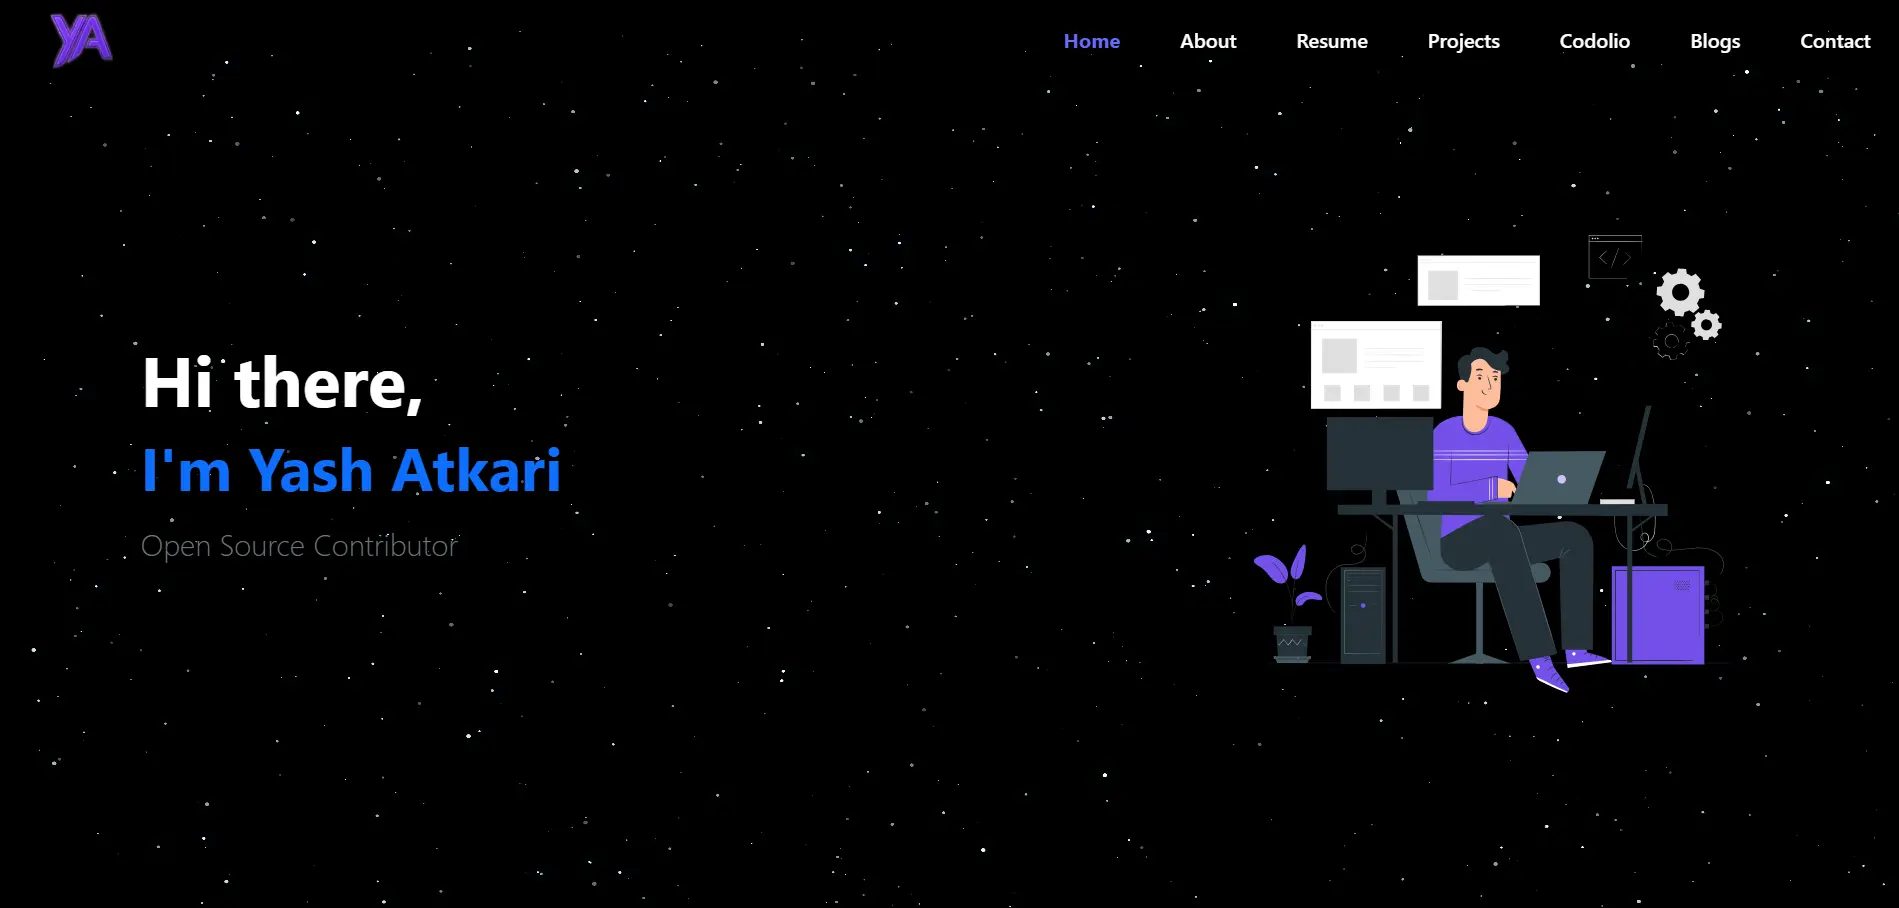 YA
Home About Resume Projects Codolio Blogs Contact
Hi there,
I'm Yash Atkari
Open Source Contributor
</>